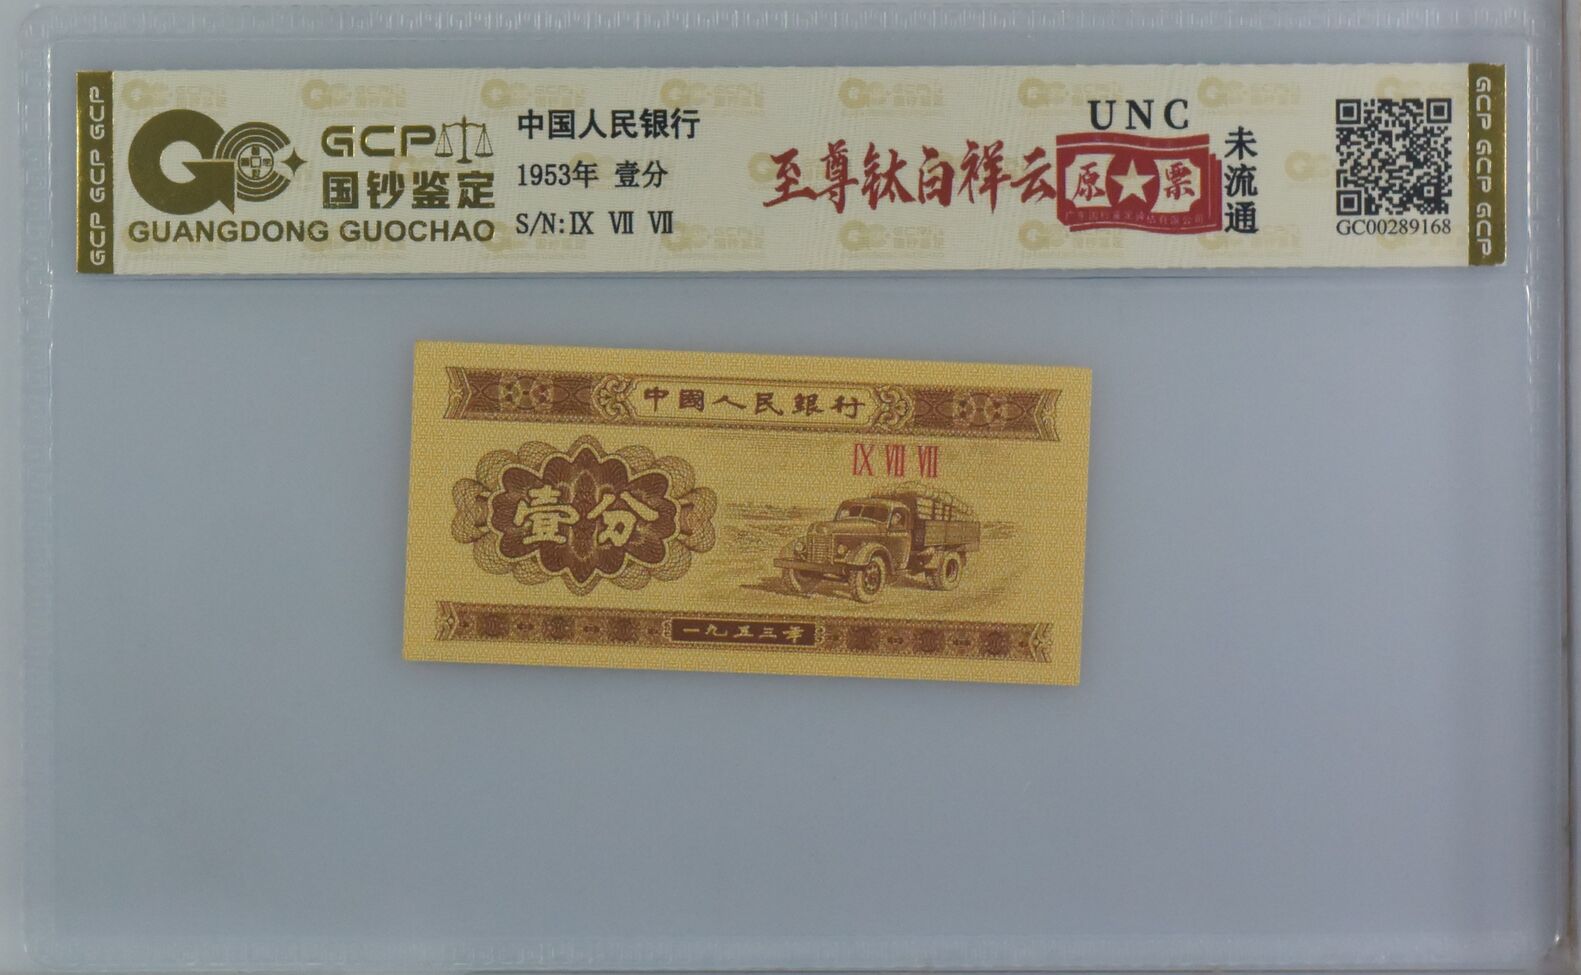 GCP GCP GCP
GCP
国钞鉴定
GUANGDONG GUOCHAO
中国人民银行
1953年 壹分
S/N:Ⅸ Ⅶ Ⅶ
至尊钛白祥云
UNC
原票
未流通
GC00289168
GCP GCP GCP
中國人民銀行
Ⅸ Ⅶ Ⅶ
壹分
一九五三年